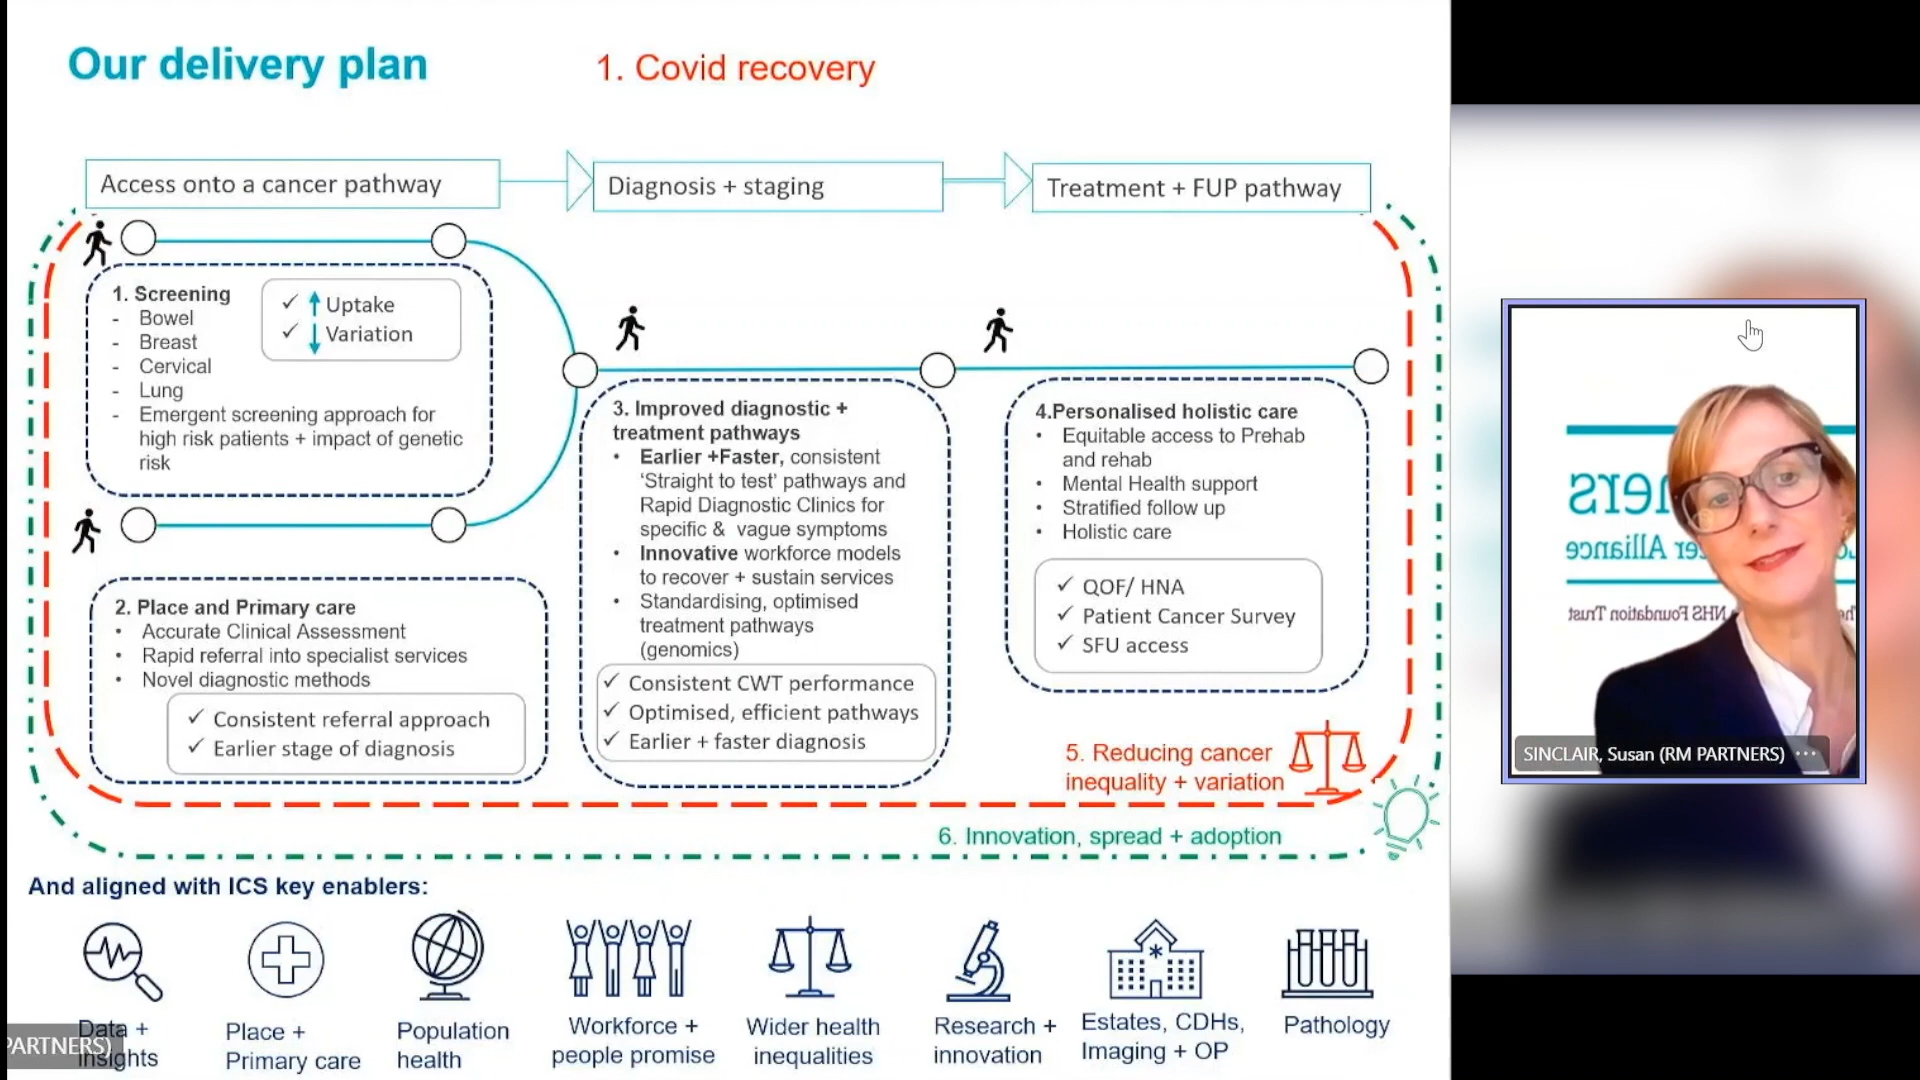 Our delivery plan
1. Covid recovery
Access onto a cancer pathway
Diagnosis + staging
Treatment + FUP pathway
1. Screening
- Bowel
- Breast
- Cervical
- Lung
- Emergent screening approach for
high risk patients + impact of genetic
risk
✓ Uptake
✓ Variation
2. Place and Primary care
• Accurate Clinical Assessment
• Rapid referral into specialist services
• Novel diagnostic methods
✓ Consistent referral approach
✓ Earlier stage of diagnosis
3. Improved diagnostic +
treatment pathways
• Earlier +Faster, consistent
‘Straight to test’ pathways and
Rapid Diagnostic Clinics for
specific & vague symptoms
• Innovative workforce models
to recover + sustain services
• Standardising, optimised
treatment pathways
(genomics)
✓ Consistent CWT performance
✓ Optimised, efficient pathways
✓ Earlier + faster diagnosis
4.Personalised holistic care
• Equitable access to Prehab
and rehab
• Mental Health support
• Stratified follow up
• Holistic care
✓ QOF/ HNA
✓ Patient Cancer Survey
✓ SFU access
5. Reducing cancer
inequality + variation
6. Innovation, spread + adoption
And aligned with ICS key enablers:
Data +
insights
Place +
Primary care
Population
health
Workforce +
people promise
Wider health
inequalities
Research +
innovation
Estates, CDHs,
Imaging + OP
Pathology
PARTNERS)
ners
er Alliance
NHS Foundation Trust
SINCLAIR, Susan (RM PARTNERS) ···